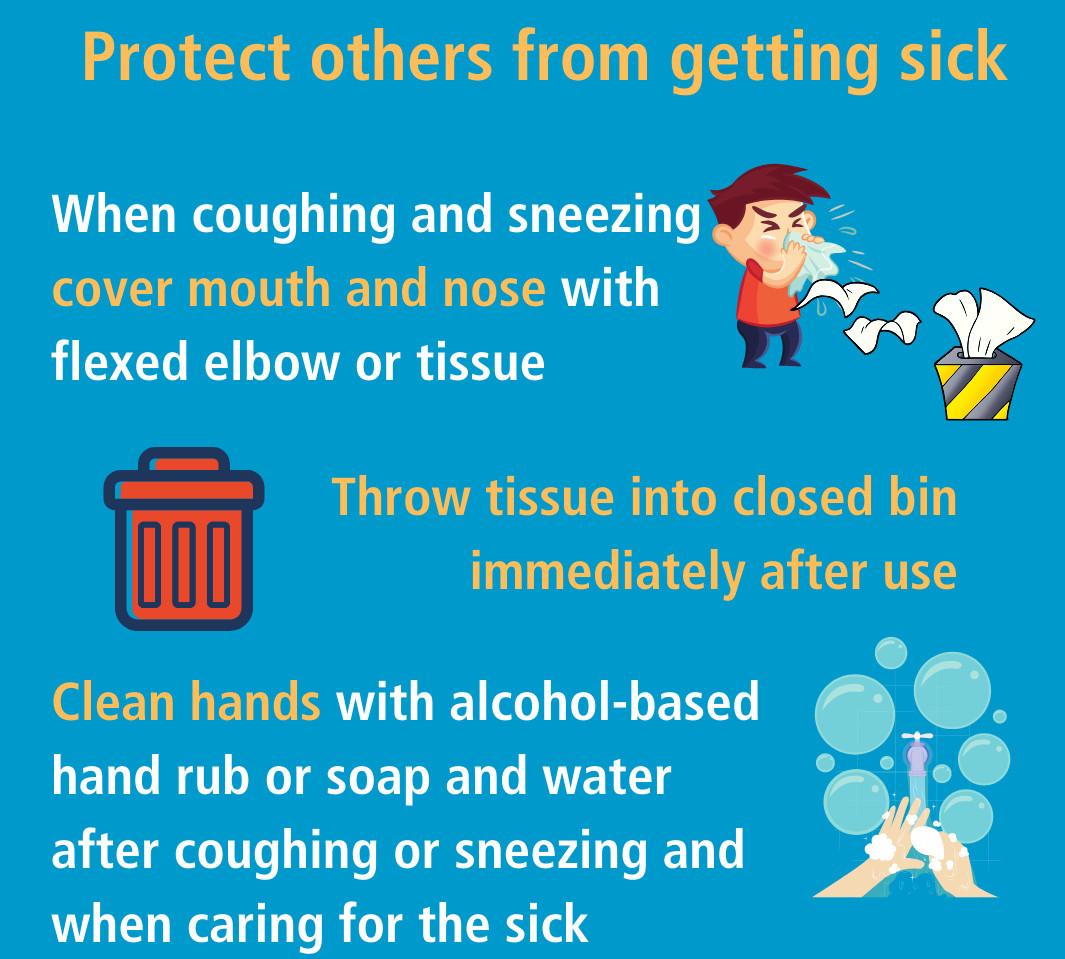 Protect others from getting sick
When coughing and sneezing
cover mouth and nose with
flexed elbow or tissue
Throw tissue into closed bin
immediately after use
Clean hands with alcohol-based
hand rub or soap and water
after coughing or sneezing and
when caring for the sick